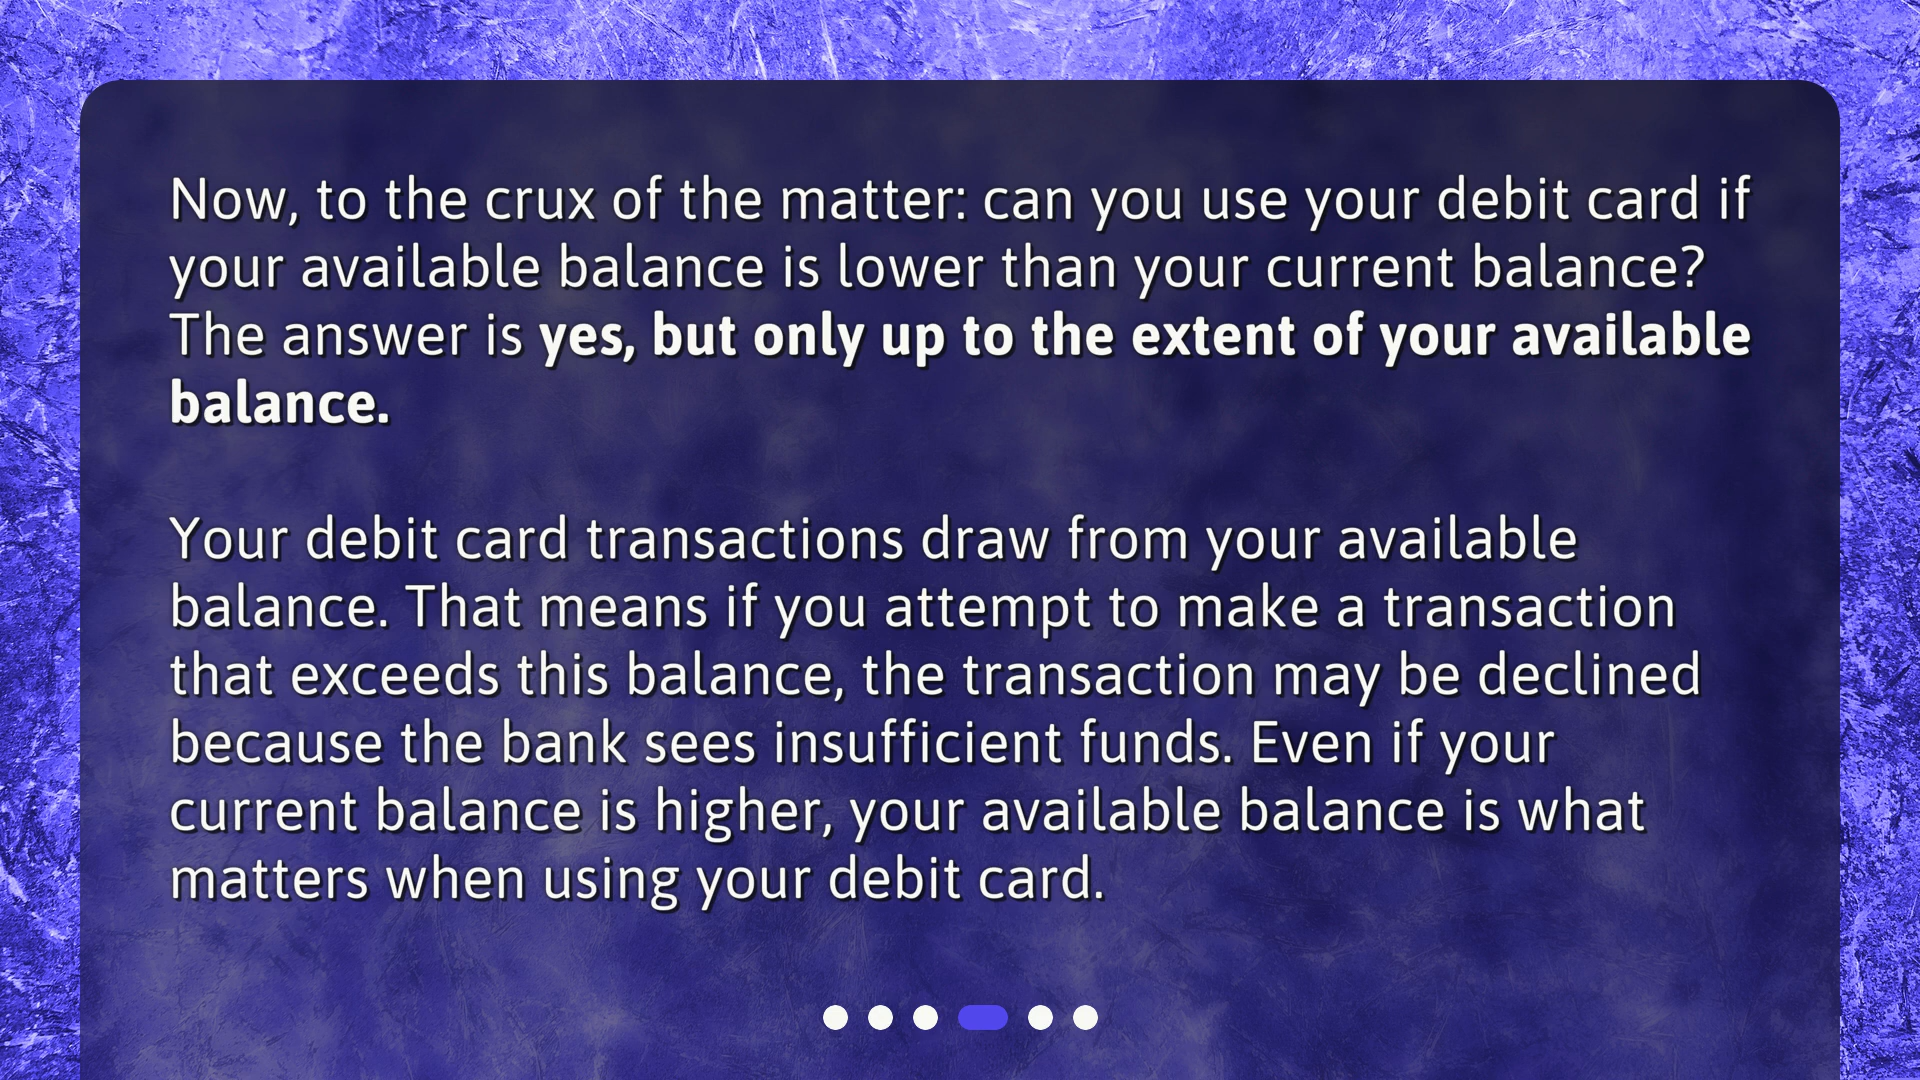 Now, to the crux of the matter: can you use your debit card if
your available balance is lower than your current balance?
The answer is yes, but only up to the extent of your available
balance.
Your debit card transactions draw from your available
balance. That means if you attempt to make a transaction
that exceeds this balance, the transaction may be declined
because the bank sees insufficient funds. Even if your
current balance is higher, your available balance is what
matters when using your debit card.